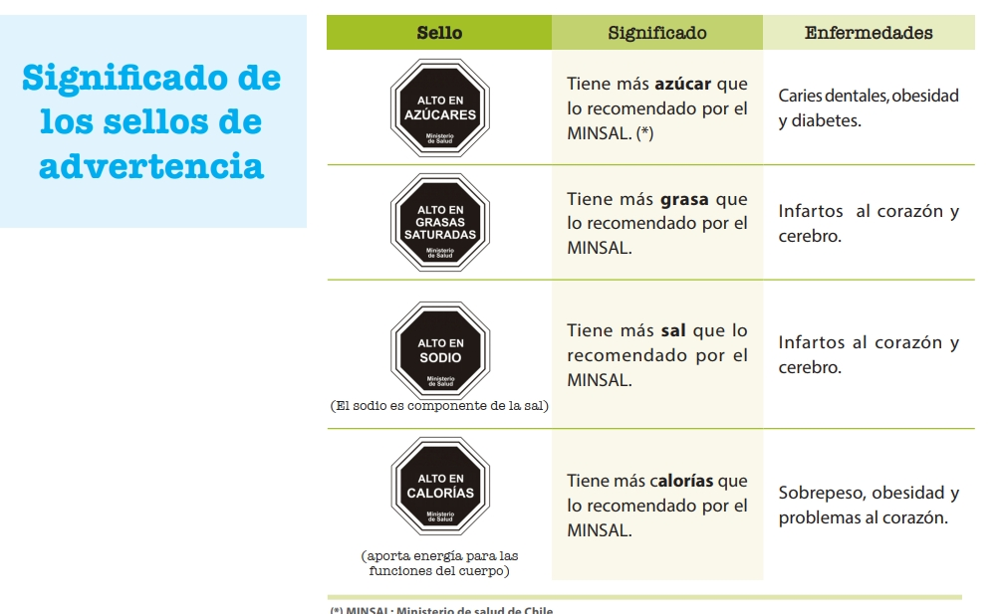 Significado de
los sellos de
advertencia
Sello
Significado
Enfermedades
ALTO EN
AZÚCARES
Ministerio
de Salud
Tiene más azúcar que
lo recomendado por el
MINSAL. (*)
Caries dentales, obesidad
y diabetes.
ALTO EN
GRASAS
SATURADAS
Ministerio
de Salud
Tiene más grasa que
lo recomendado por el
MINSAL.
Infartos al corazón y
cerebro.
ALTO EN
SODIO
Ministerio
de Salud
(El sodio es componente de la sal)
Tiene más sal que lo
recomendado por el
MINSAL.
Infartos al corazón y
cerebro.
ALTO EN
CALORÍAS
Ministerio
de Salud
(aporta energía para las
funciones del cuerpo)
Tiene más calorías que
lo recomendado por el
MINSAL.
Sobrepeso, obesidad y
problemas al corazón.
(*) MINSAL: Ministerio de salud de Chile